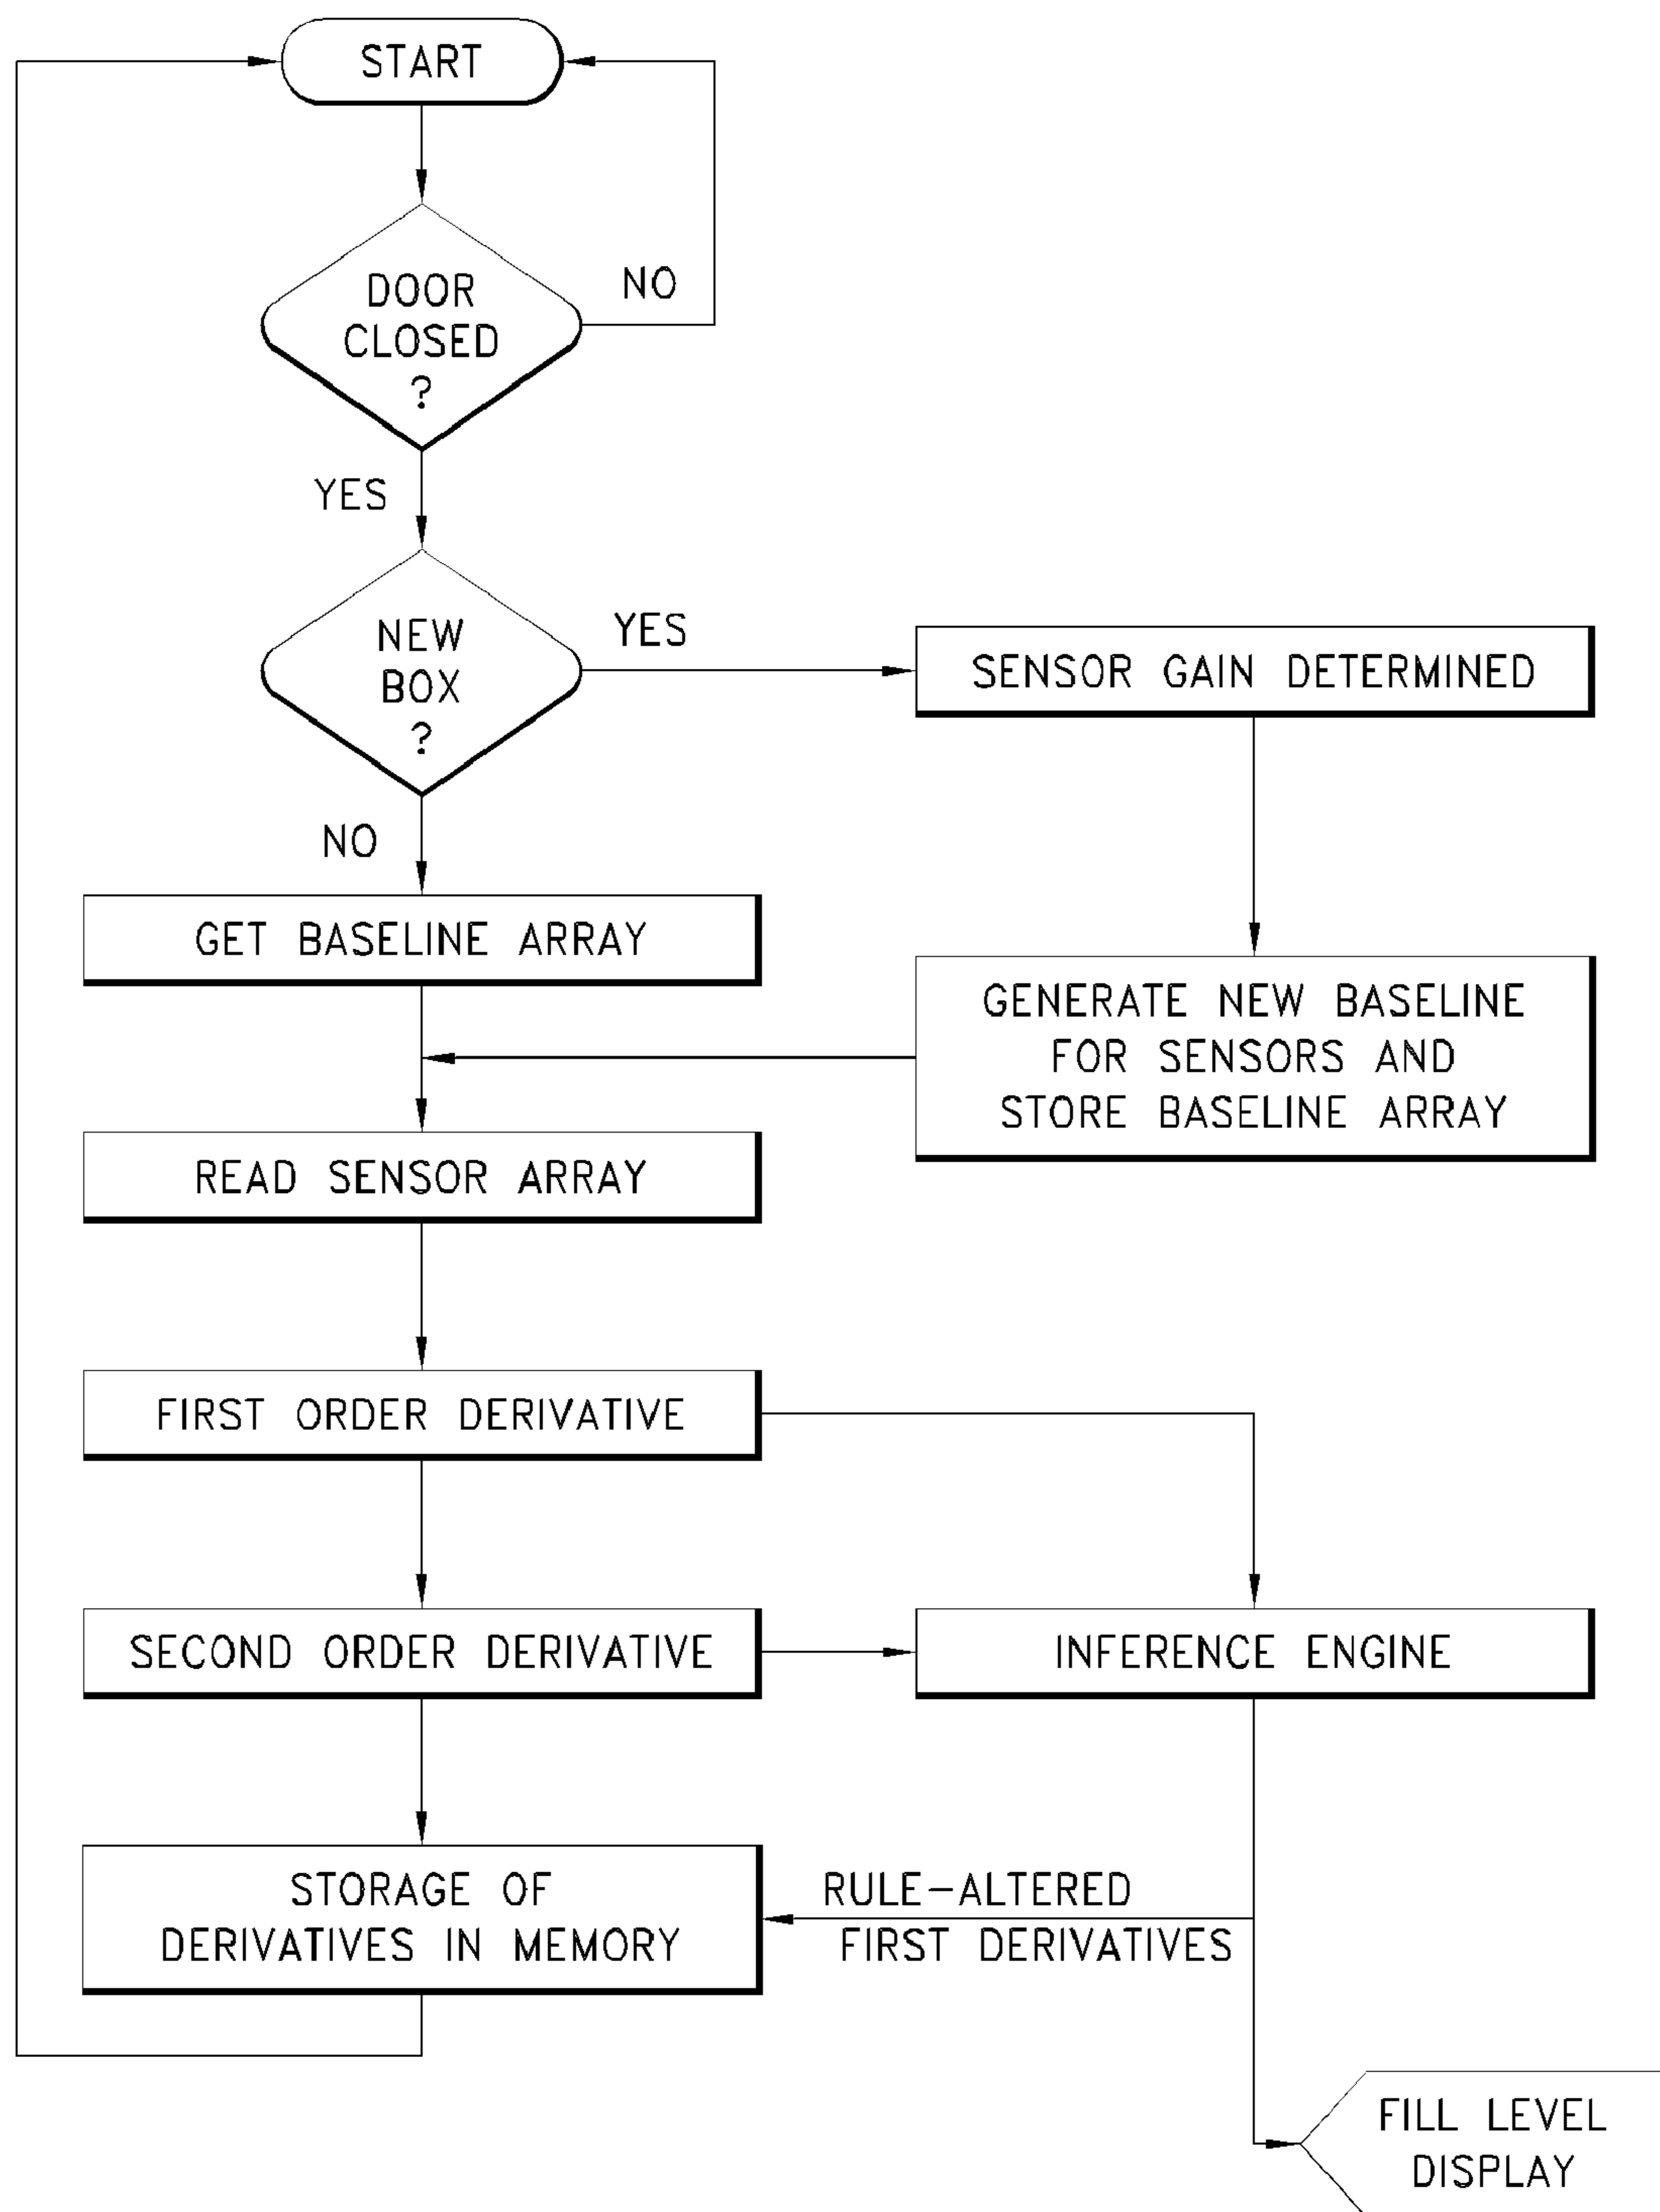 START
DOOR
CLOSED
?
NO
YES
NEW
BOX
?
YES
SENSOR GAIN DETERMINED
NO
GET BASELINE ARRAY
GENERATE NEW BASELINE
FOR SENSORS AND
STORE BASELINE ARRAY
READ SENSOR ARRAY
FIRST ORDER DERIVATIVE
SECOND ORDER DERIVATIVE
INFERENCE ENGINE
STORAGE OF
DERIVATIVES IN MEMORY
RULE-ALTERED
FIRST DERIVATIVES
FILL LEVEL
DISPLAY